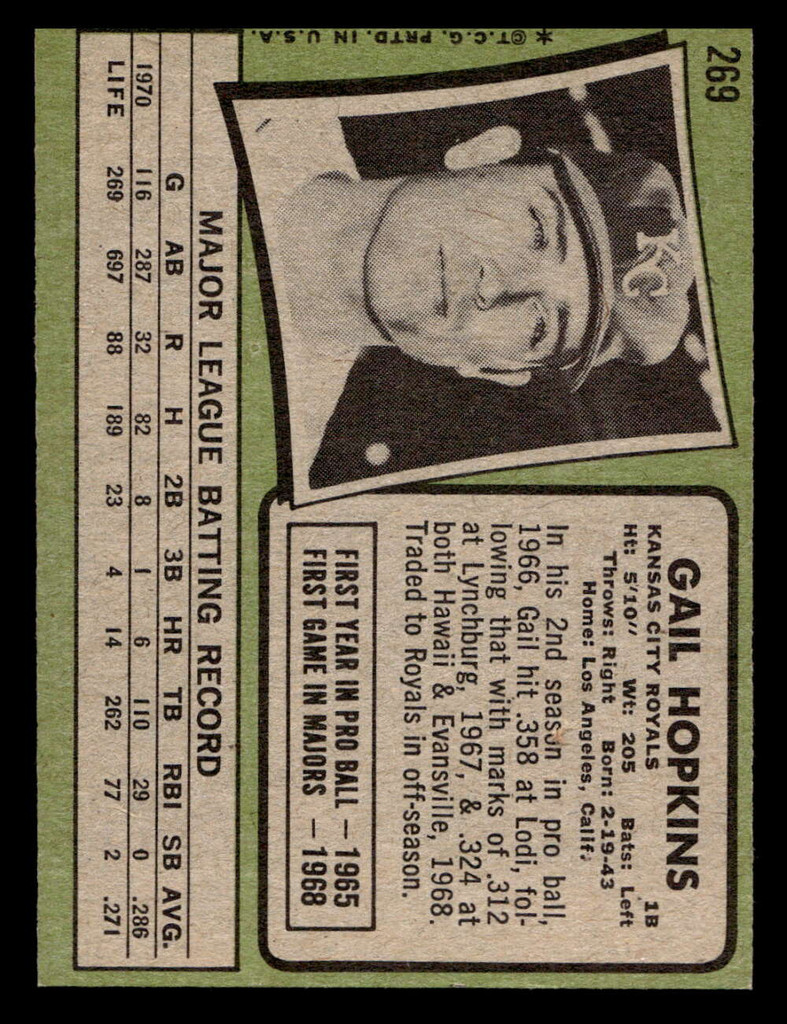 269
KC
GAIL HOPKINS
KANSAS CITY ROYALS 1B
Ht: 5'10" Wt: 205 Bats: Left
Throws: Right Born: 2-19-43
Home: Los Angeles, Calif.
In his 2nd season in pro ball,
1966, Gail hit .358 at Lodi, fol-
lowing that with marks of .312
at Lynchburg, 1967, & .324 at
both Hawaii & Evansville, 1968.
Traded to Royals in off-season.
FIRST YEAR IN PRO BALL — 1965
FIRST GAME IN MAJORS — 1968
MAJOR LEAGUE BATTING RECORD
G AB R H 2B 3B HR TB RBI SB AVG.
1970 116 287 32 82 8 1 6 110 29 0 .286
LIFE 269 697 88 189 23 4 14 262 77 2 .271
*©T.C.G. PRTD. IN U.S.A.